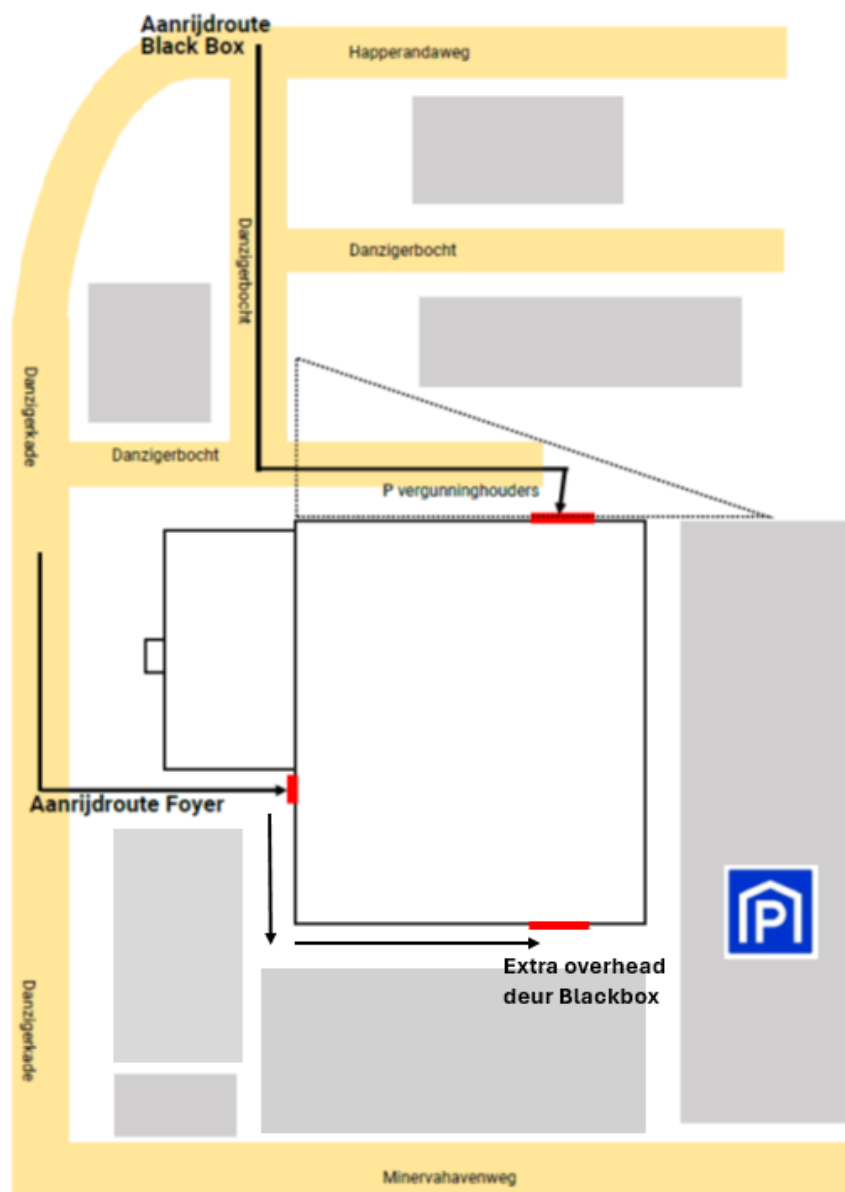 Aanrijdroute
Black Box
Happerandaweg
Danzigerbocht
Danzigerbocht
Danzigerkade
Danzigerbocht
P vergunninghouders
Aanrijdroute Foyer
P
Extra overhead
deur Blackbox
Danzigerkade
Minervahavenweg